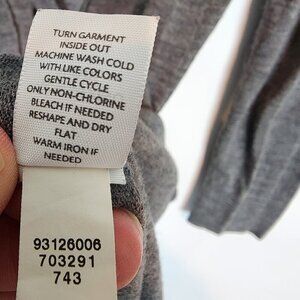 TURN GARMENT
INSIDE OUT
MACHINE WASH COLD
WITH LIKE COLORS
GENTLE CYCLE
ONLY NON-CHLORINE
BLEACH IF NEEDED
RESHAPE AND DRY
FLAT
WARM IRON IF
NEEDED
93126006
703291
743